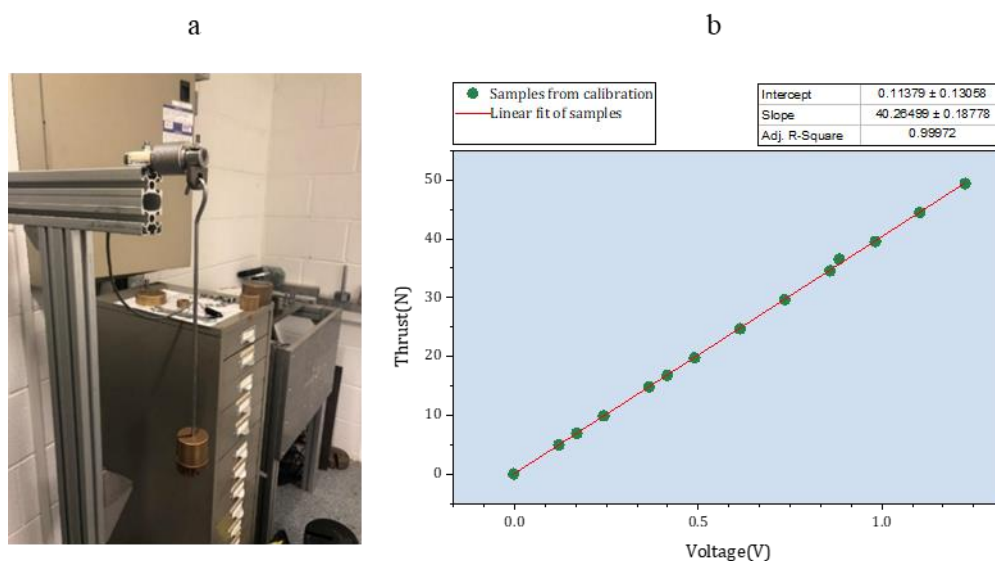 a
b
Samples from calibration
Linear fit of samples
Intercept 0.11379 ± 0.13058
Slope 40.26499 ± 0.18778
Adj. R-Square 0.99972
50
40
30
20
10
0
Thrust(N)
0.0 0.5 1.0
Voltage(V)